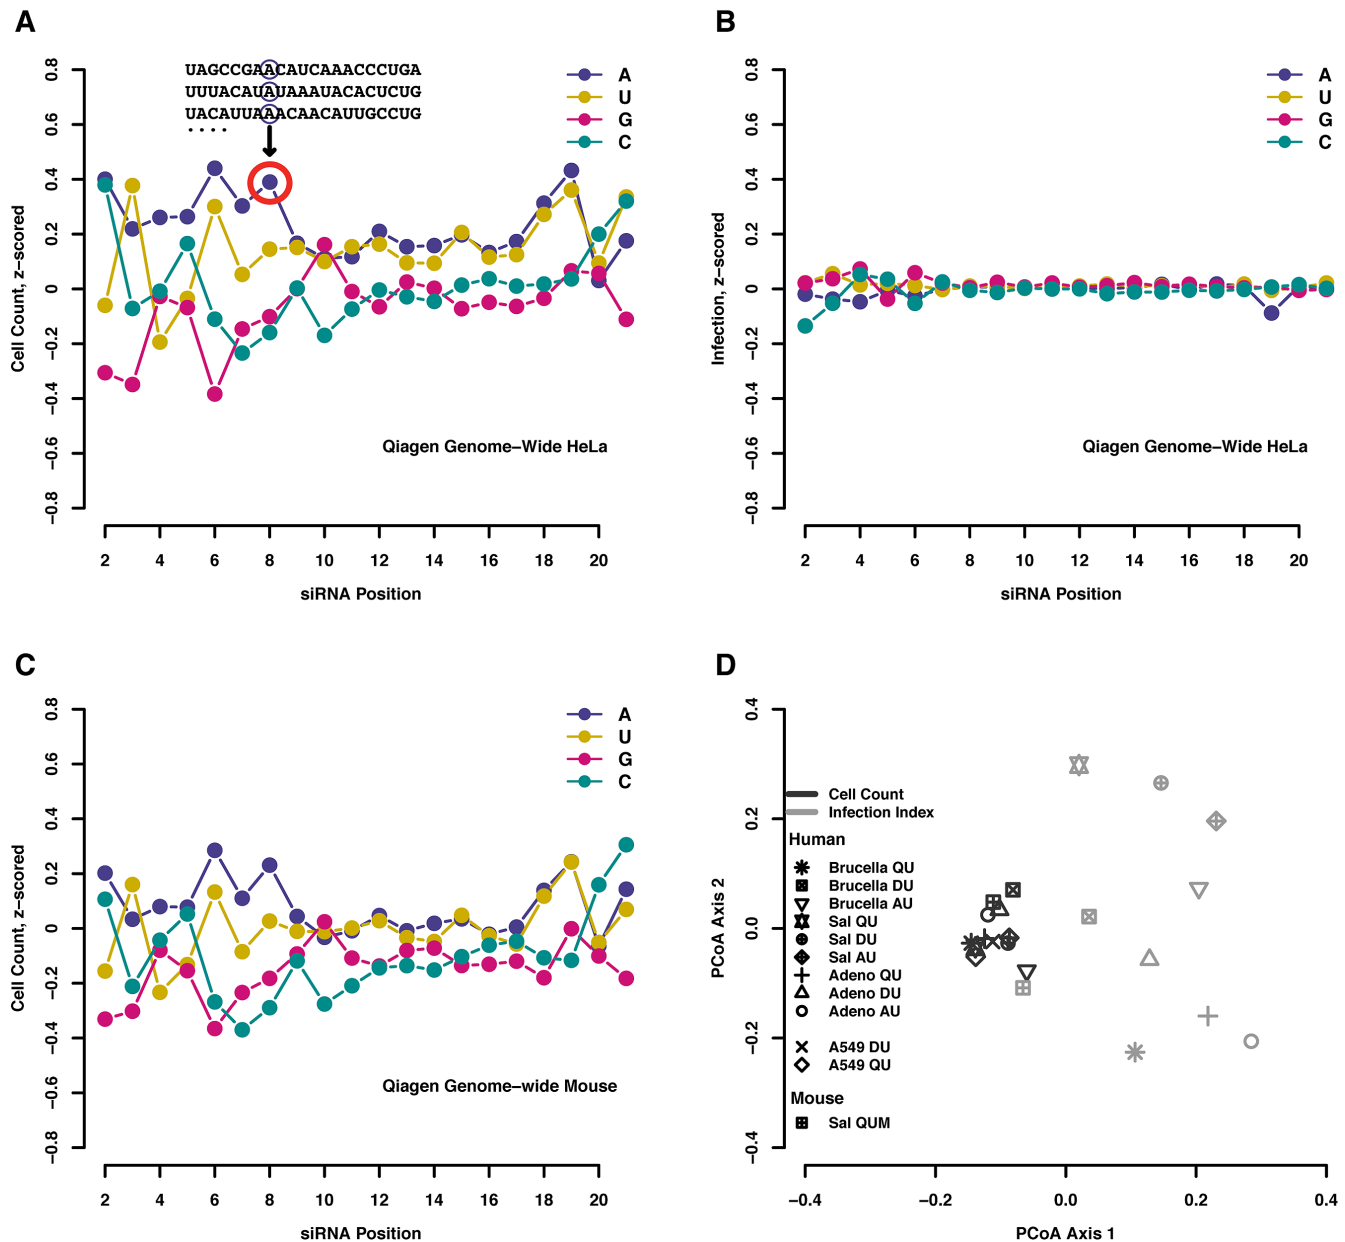 A
UAGCCGAACAUCAAACCCUGA
UUUACAUAUAAAUACACUCUG
UACAUUAAACAACAUUGCCUG
....
A
U
G
C
0.8
0.6
0.4
0.2
0
−0.2
−0.4
−0.6
−0.8
Cell Count, z−scored
Qiagen Genome−Wide HeLa
2 4 6 8 10 12 14 16 18 20
siRNA Position
B
A
U
G
C
0.8
0.6
0.4
0.2
0
−0.2
−0.4
−0.6
−0.8
Infection, z−scored
Qiagen Genome−Wide HeLa
2 4 6 8 10 12 14 16 18 20
siRNA Position
C
A
U
G
C
0.8
0.6
0.4
0.2
0
−0.2
−0.4
−0.6
−0.8
Cell Count, z−scored
Qiagen Genome−wide Mouse
2 4 6 8 10 12 14 16 18 20
siRNA Position
D
0.4
0.2
0.0
−0.2
−0.4
PCoA Axis 2
Cell Count
Infection Index
Human
Brucella QU
Brucella DU
Brucella AU
Sal QU
Sal DU
Sal AU
Adeno QU
Adeno DU
Adeno AU
A549 DU
A549 QU
Mouse
Sal QUM
−0.4 −0.2 0.0 0.2 0.4
PCoA Axis 1